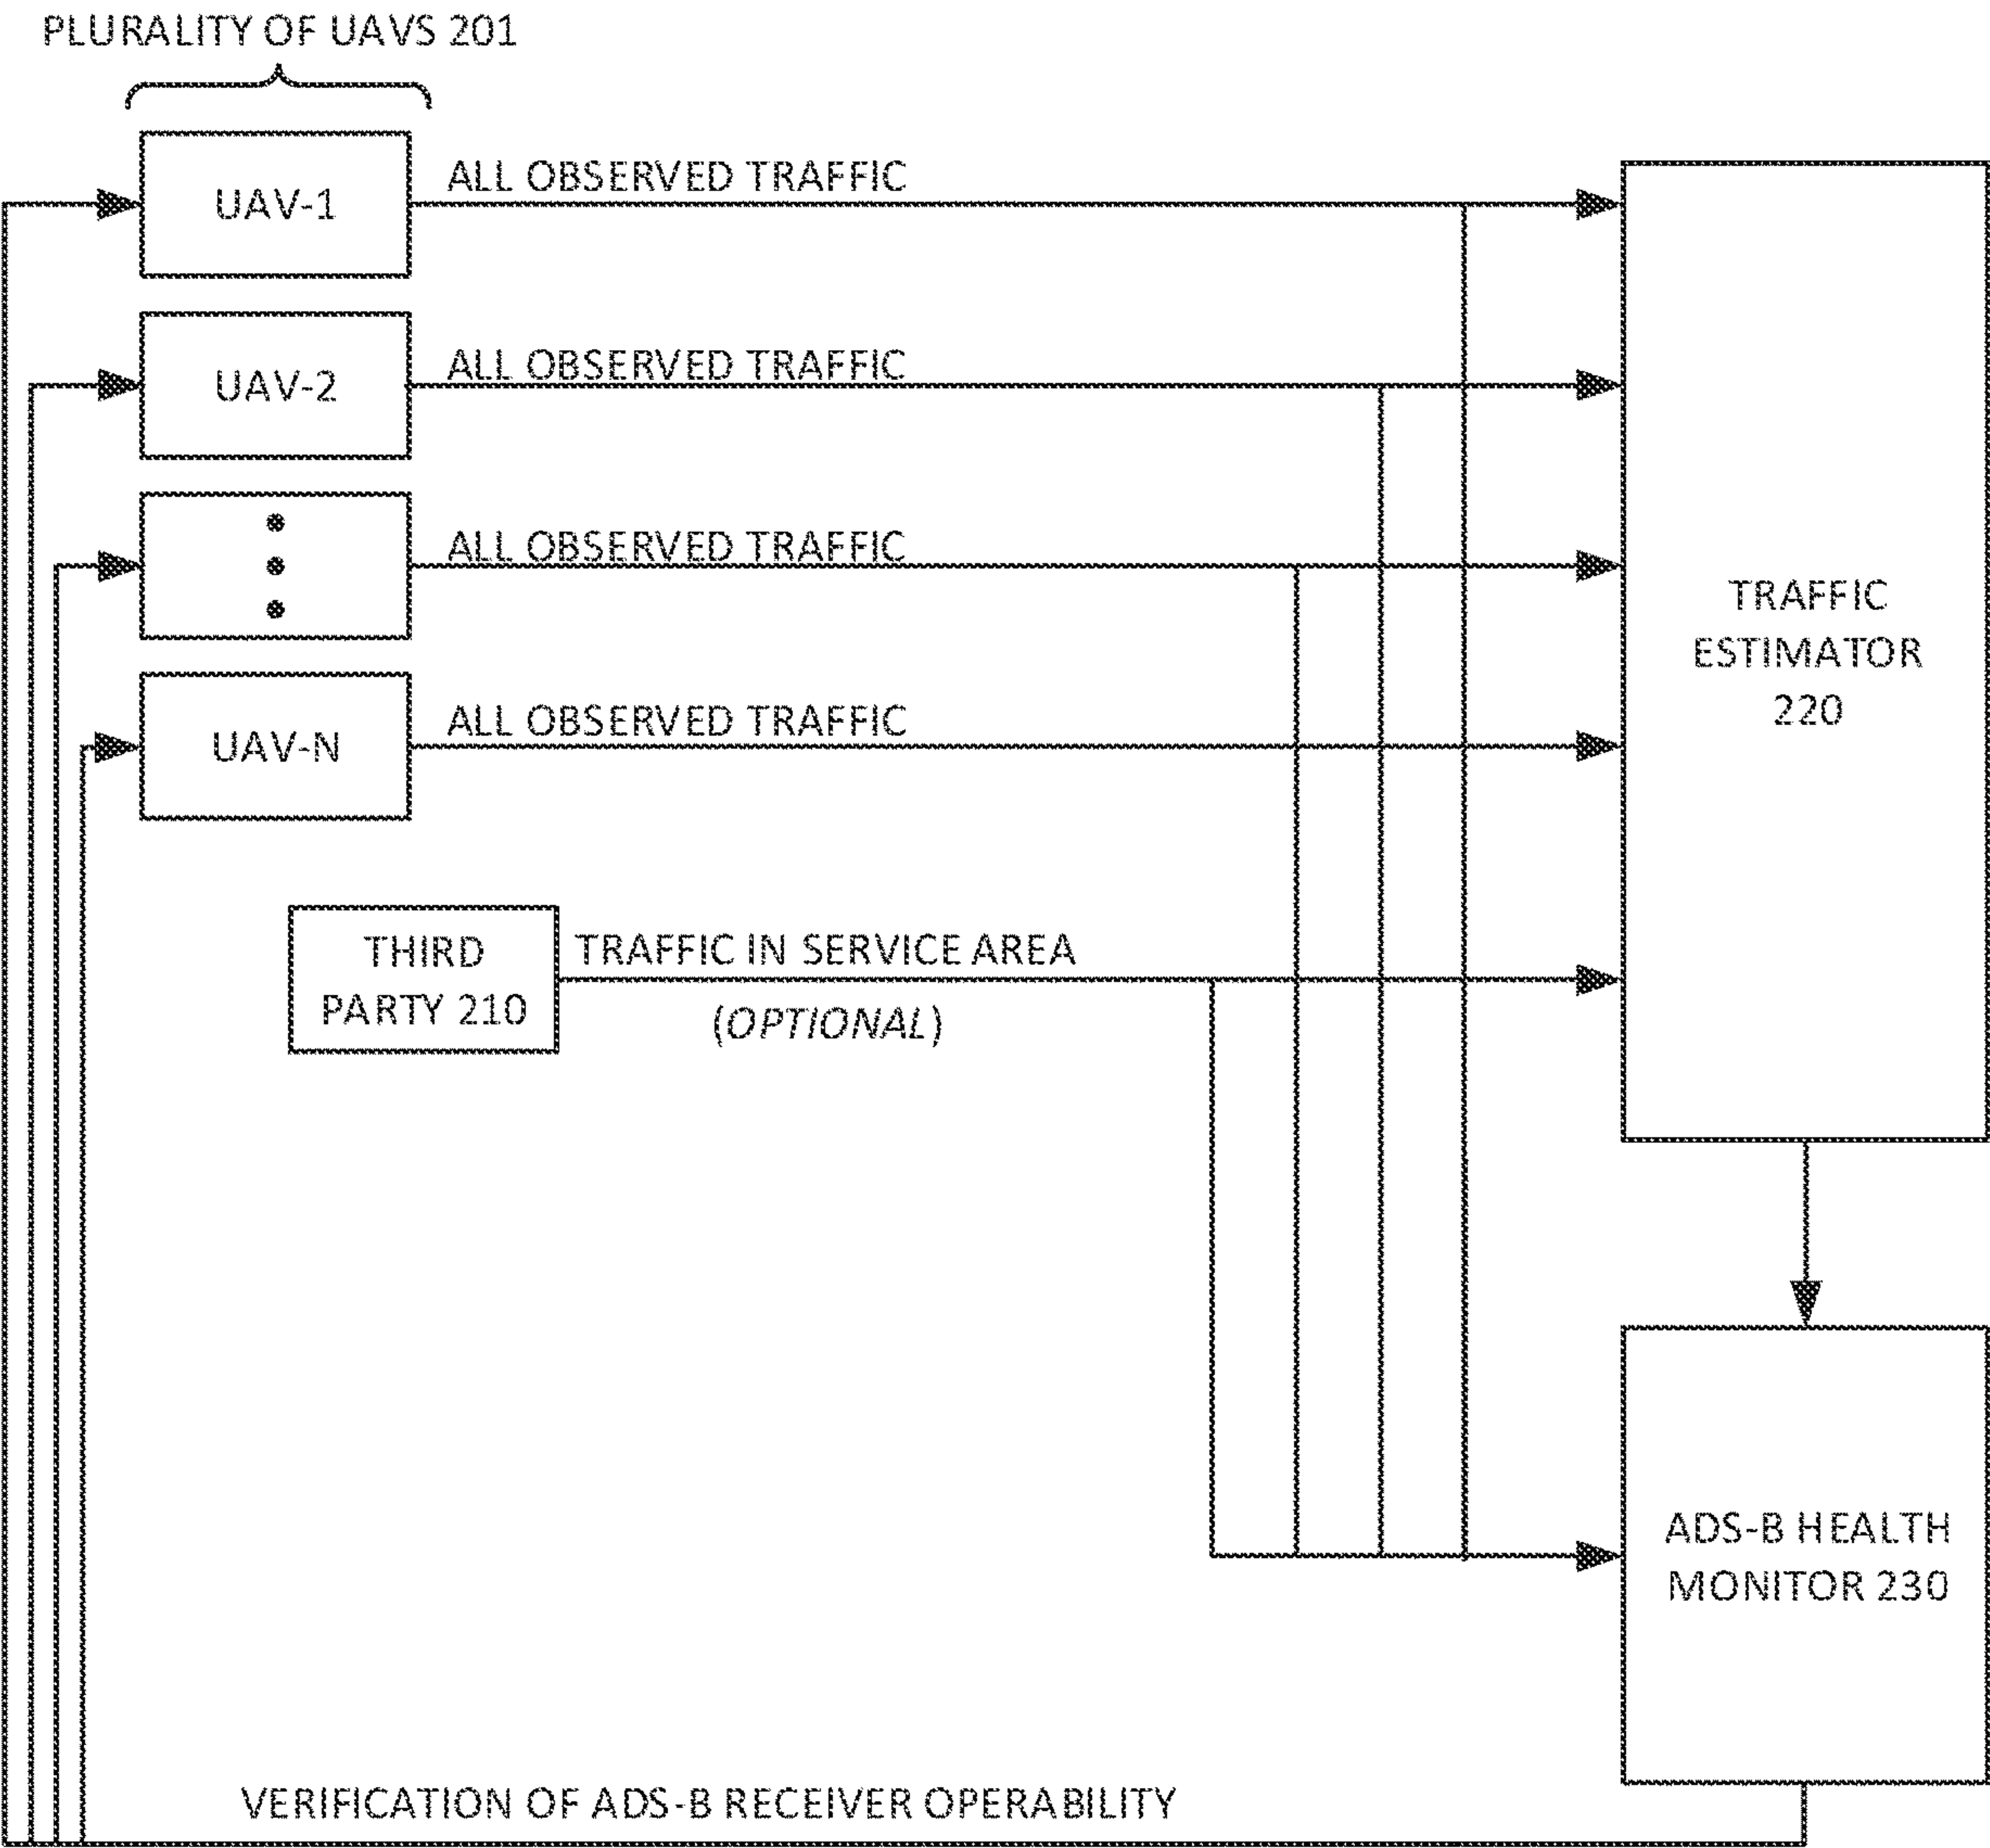 PLURALITY OF UAVS 201
UAV-1
ALL OBSERVED TRAFFIC
UAV-2
ALL OBSERVED TRAFFIC
ALL OBSERVED TRAFFIC
UAV-N
ALL OBSERVED TRAFFIC
THIRD
PARTY 210
TRAFFIC IN SERVICE AREA
(OPTIONAL)
TRAFFIC
ESTIMATOR
220
ADS-B HEALTH
MONITOR 230
VERIFICATION OF ADS-B RECEIVER OPERABILITY